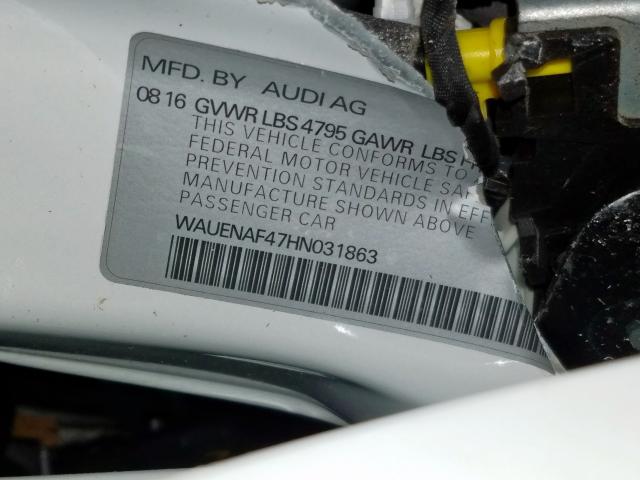 MFD. BY AUDI AG
08 16 GVWR LBS 4795 GAWR LBS
THIS VEHICLE CONFORMS TO
FEDERAL MOTOR VEHICLE
PREVENTION STANDARDS IN
MANUFACTURE SHOWN ABOVE
PASSENGER CAR
WAUENAF47HN031863